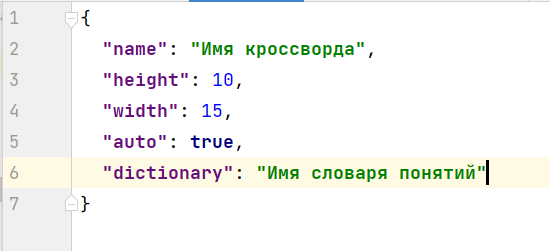 1 {
2 "name": "Имя кроссворда",
3 "height": 10,
4 "width": 15,
5 "auto": true,
6 "dictionary": "Имя словаря понятий"
7 }